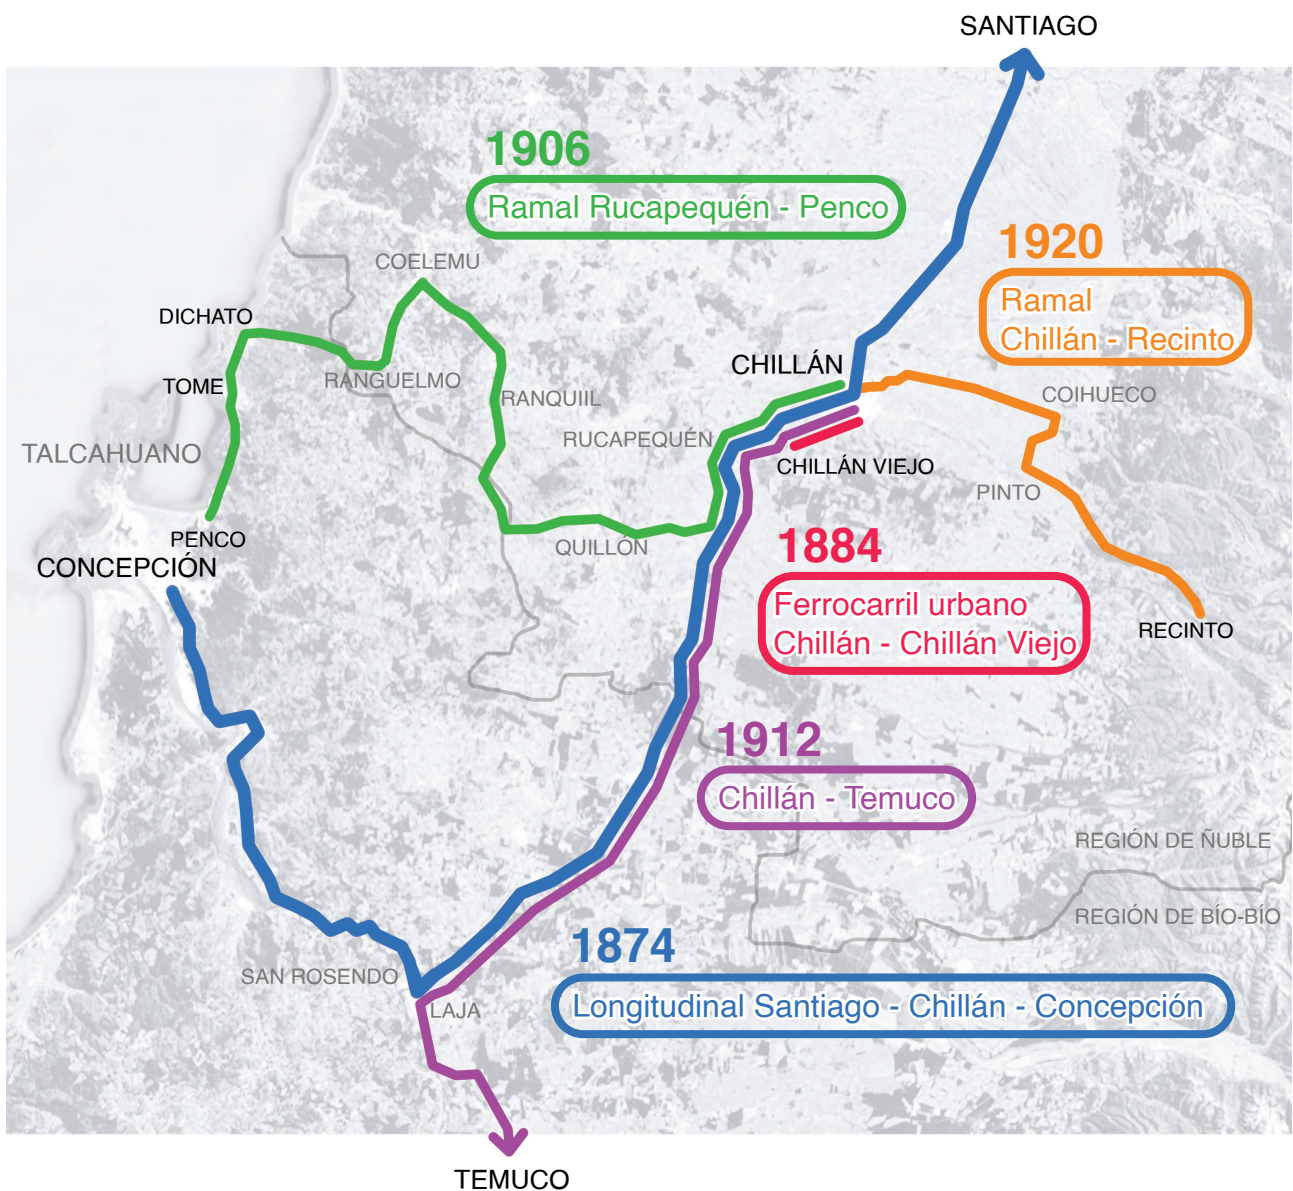 SANTIAGO
1906
Ramal Rucapequén - Penco
1920
Ramal
Chillán - Recinto
COELEMU
DICHATO
RANGUELMO
TOME
RANQUIIL
CHILLÁN
COIHUECO
RUCAPEQUÉN
TALCAHUANO
CHILLÁN VIEJO
PINTO
PENCO
QUILLÓN
CONCEPCIÓN
1884
Ferrocarril urbano
Chillán - Chillán Viejo
RECINTO
1912
Chillán - Temuco
REGIÓN DE ÑUBLE
REGIÓN DE BÍO-BÍO
1874
Longitudinal Santiago - Chillán - Concepción
SAN ROSENDO
LAJA
TEMUCO